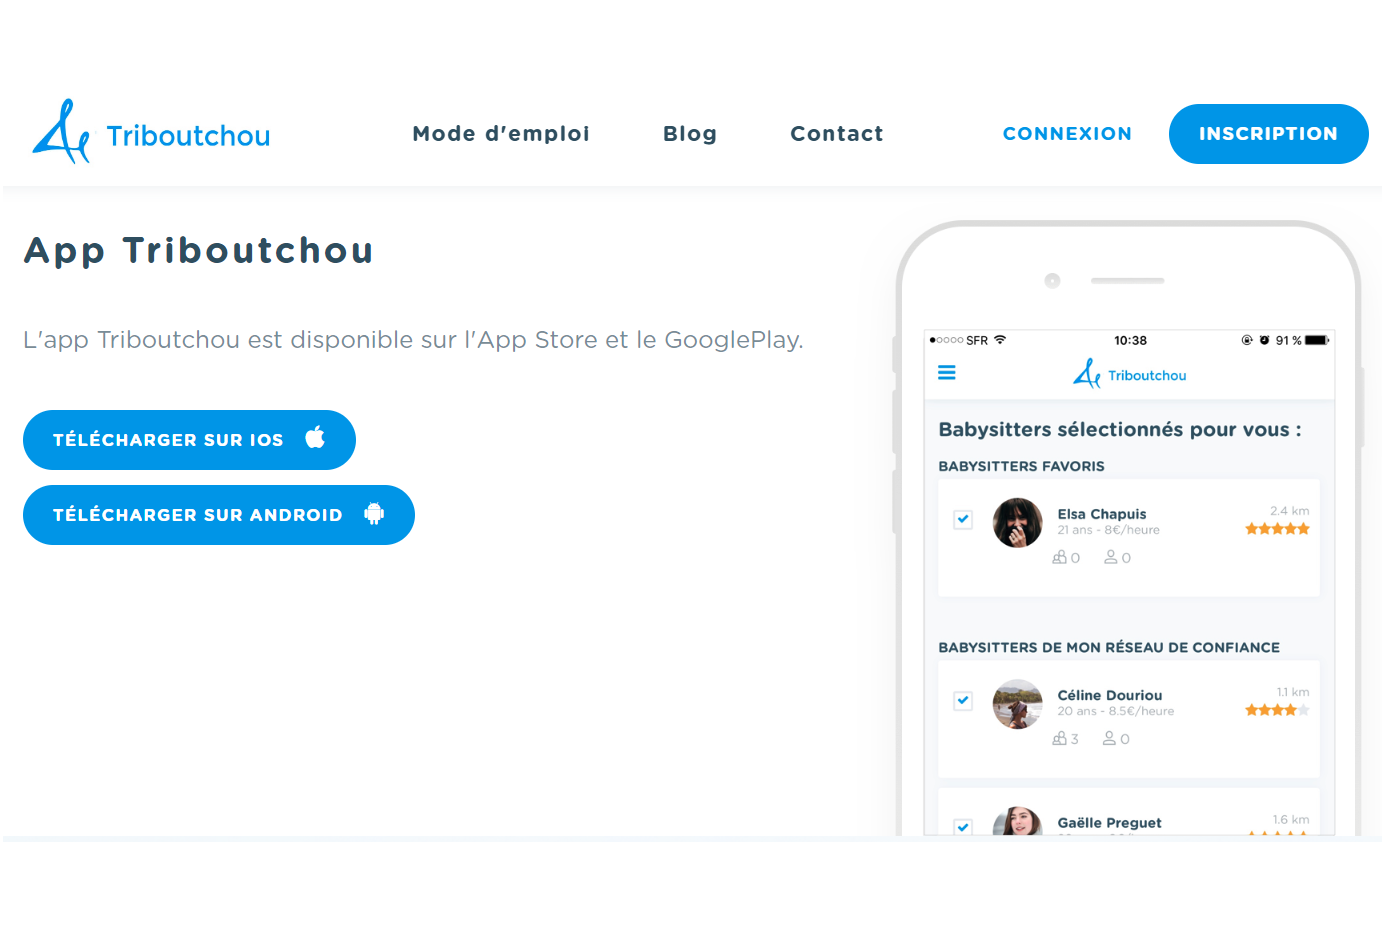 Triboutchou
Mode d'emploi
Blog
Contact
CONNEXION
INSCRIPTION
App Triboutchou
L'app Triboutchou est disponible sur l'App Store et le GooglePlay.
TÉLÉCHARGER SUR IOS
TÉLÉCHARGER SUR ANDROID
SFR 10:38 91 %
Triboutchou
Babysitters sélectionnés pour vous :
BABYSITTERS FAVORIS
Elsa Chapuis 2.4 km
21 ans - 8€/heure
0 0
BABYSITTERS DE MON RÉSEAU DE CONFIANCE
Céline Douriou 1.1 km
20 ans - 8.5€/heure
3 0
Gaëlle Preguet 1.6 km